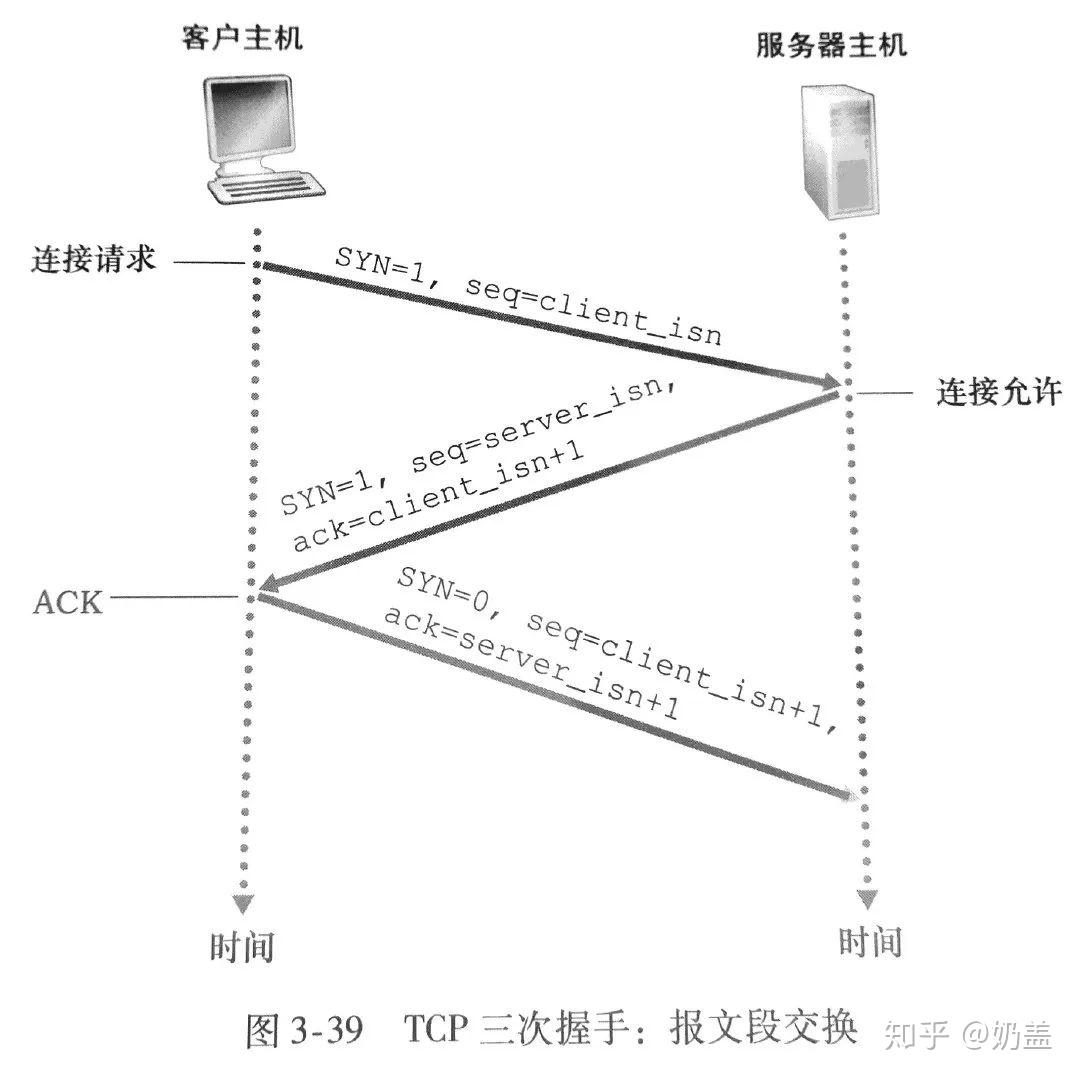 客户主机
服务器主机
连接请求
SYN=1, seq=client_isn
连接允许
SYN=1, seq=server_isn,
ack=client_isn+1
ACK
SYN=0, seq=client_isn+1,
ack=server_isn+1
时间
时间
图 3-39 TCP 三次握手：报文段交换
知乎 @奶盖